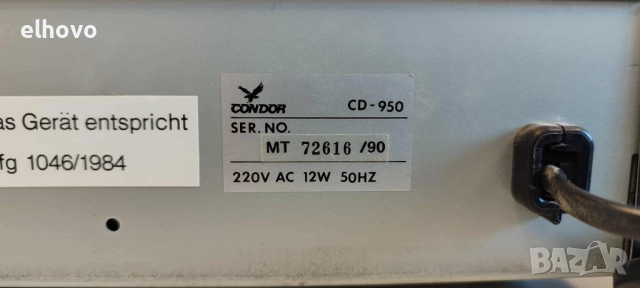 elhovo
as Gerät entspricht
fg 1046/1984
CONDOR
CD-950
SER. NO.
MT 72616 /90
220V AC 12W 50HZ
BAZAR